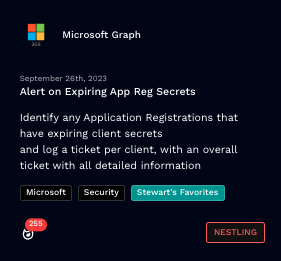 365
Microsoft Graph
September 26th, 2023
Alert on Expiring App Reg Secrets
Identify any Application Registrations that
have expiring client secrets
and log a ticket per client, with an overall
ticket with all detailed information
Microsoft Security Stewart's Favorites
255
NESTLING